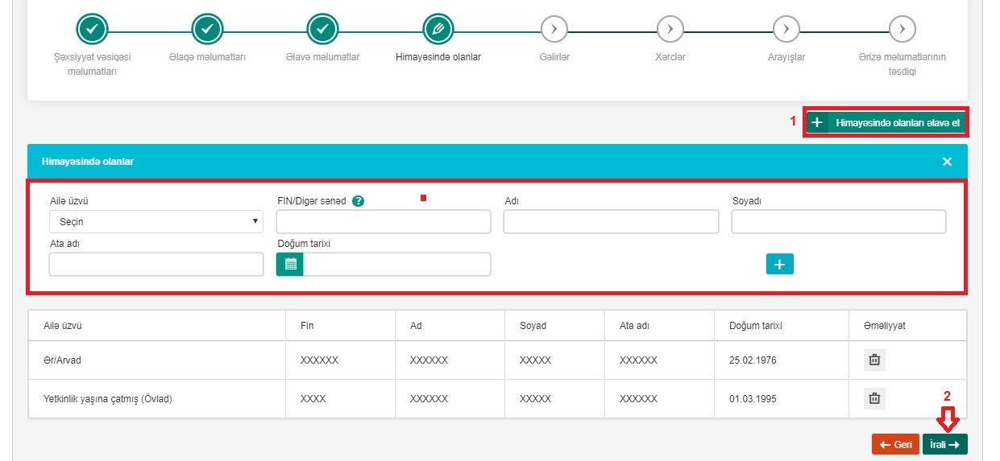 Şəxsiyyət vəsiqəsi məlumatları
Əlaqə məlumatları
Əlavə məlumatlar
Himayəsində olanlar
Gəlirlər
Xərclər
Arayışlar
Ərizə məlumatlarının təsdiqi
1
+ Himayəsində olanları əlavə et
Himayəsində olanlar ×
Ailə üzvü FIN/Digər sənəd ? Adı Soyadı
Seçin
Ata adı Doğum tarixi
+
Ailə üzvü Fin Ad Soyad Ata adı Doğum tarixi Əməliyyat
Ər/Arvad XXXXXX XXXXXX XXXXX XXXXXX 25.02.1976
Yetkinlik yaşına çatmış (Övlad) XXXX XXXXXX XXXXX XXXXXX 01.03.1995
2
← Geri İrəli →